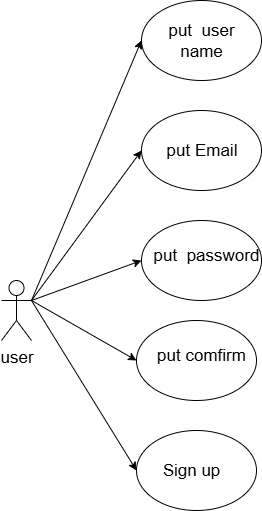 put user
name
put Email
put password
user
put comfirm
Sign up